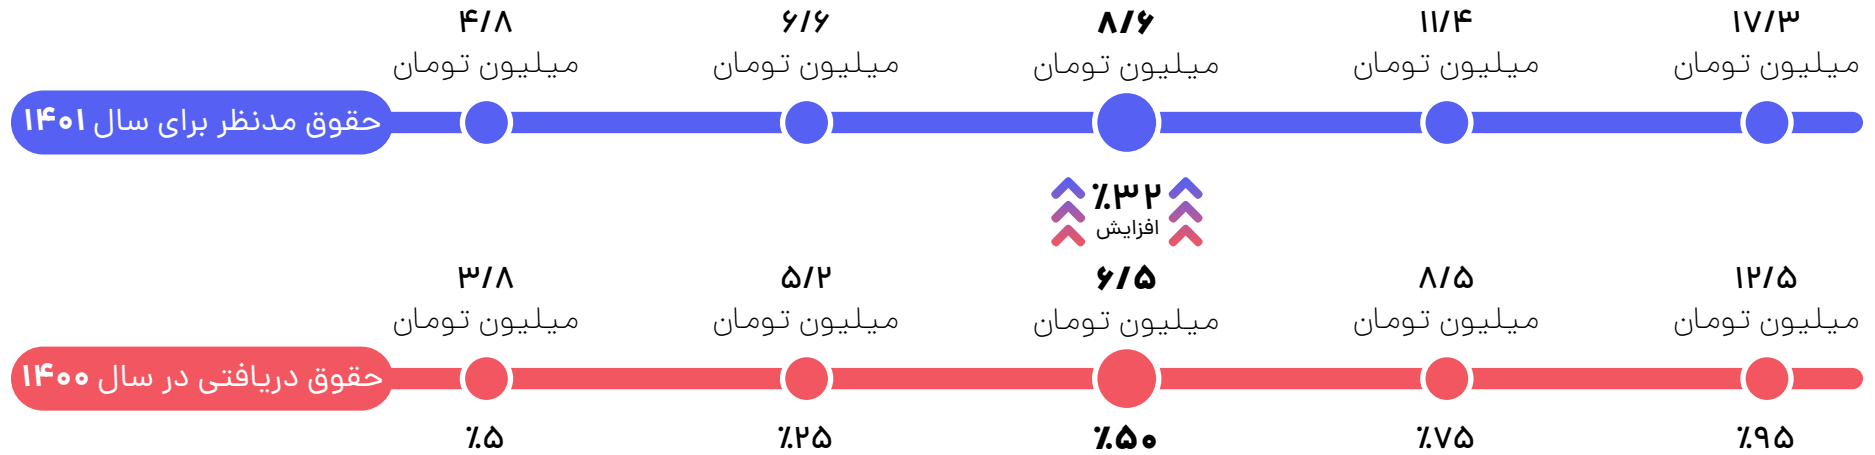 ۴/۸
میلیون تومان
۶/۶
میلیون تومان
۸/۶
میلیون تومان
۱۱/۴
میلیون تومان
۱۷/۳
میلیون تومان
حقوق مدنظر برای سال ۱۴۰۱
٪۳۲
افزایش
۳/۸
میلیون تومان
۵/۲
میلیون تومان
۶/۵
میلیون تومان
۸/۵
میلیون تومان
۱۲/۵
میلیون تومان
حقوق دریافتی در سال ۱۴۰۰
٪۵
٪۲۵
٪۵۰
٪۷۵
٪۹۵